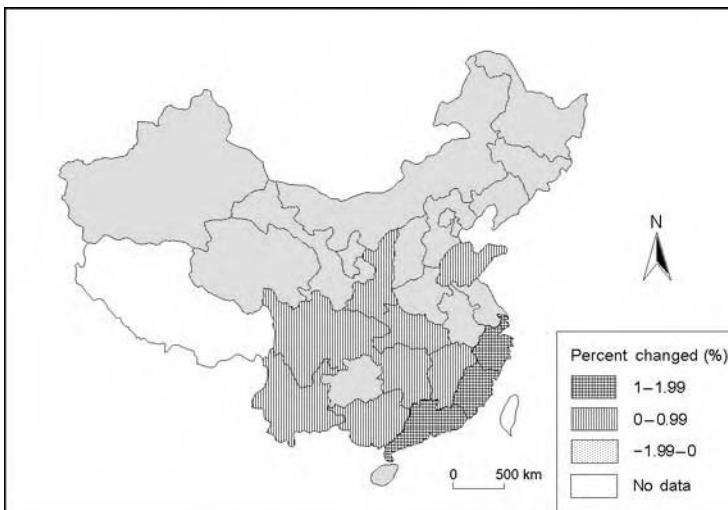 N
Percent changed (%)
1–1.99
0–0.99
−1.99–0
No data
0 500 km